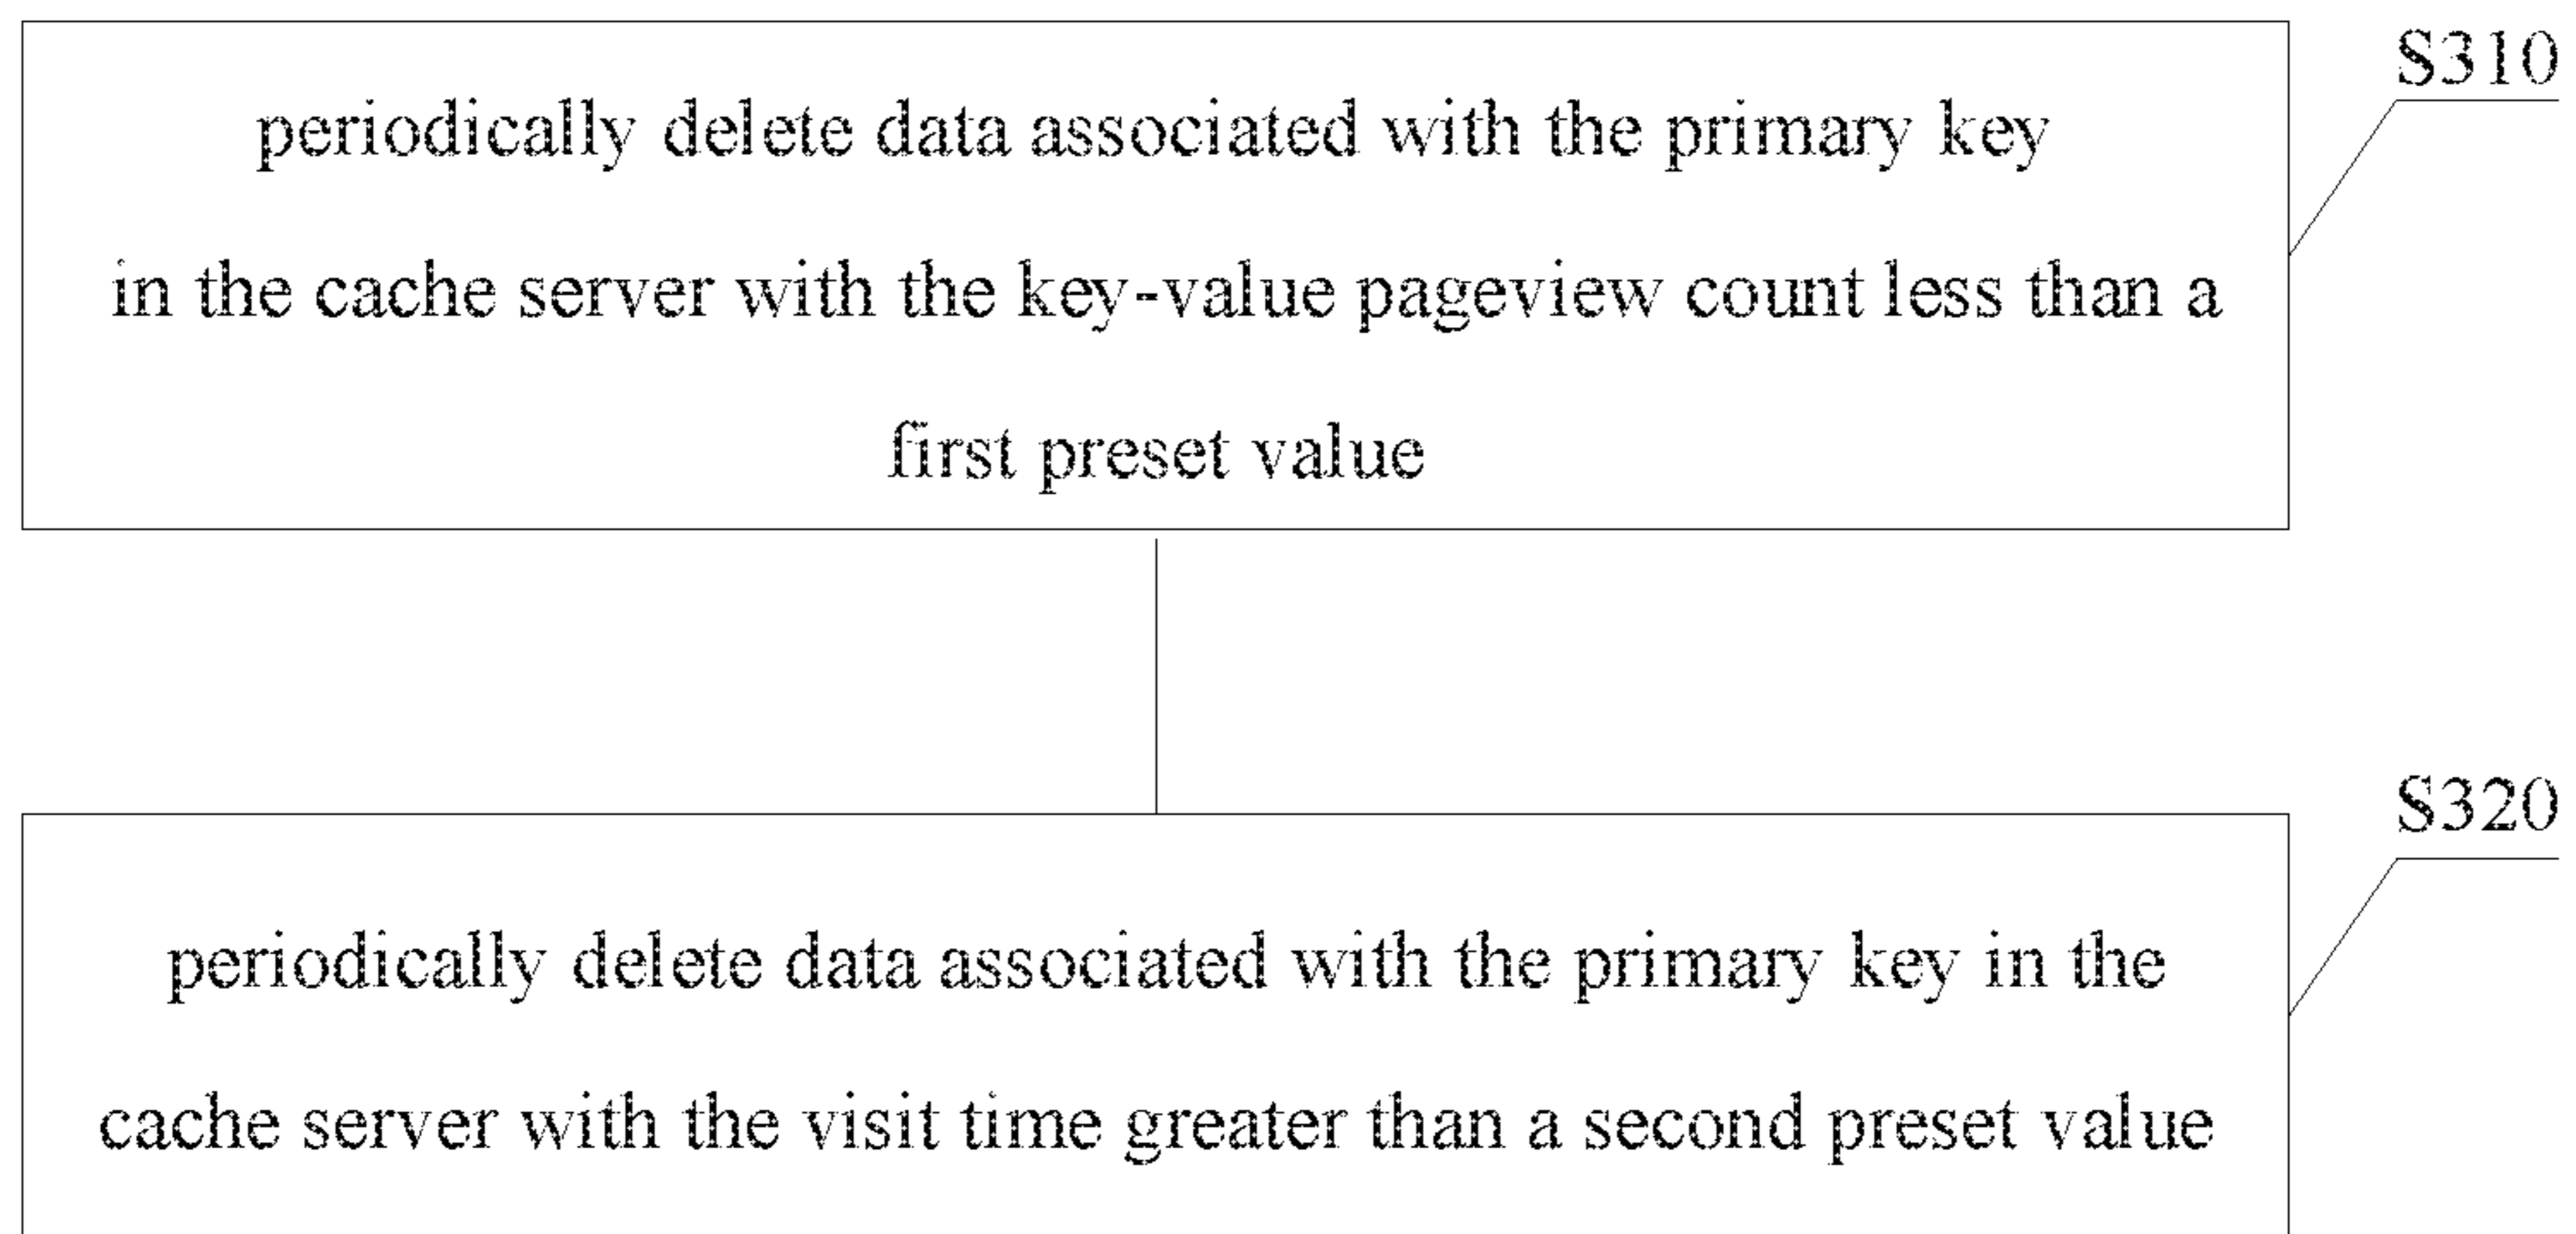 S310
periodically delete data associated with the primary key
in the cache server with the key-value pageview count less than a
first preset value
S320
periodically delete data associated with the primary key in the
cache server with the visit time greater than a second preset value